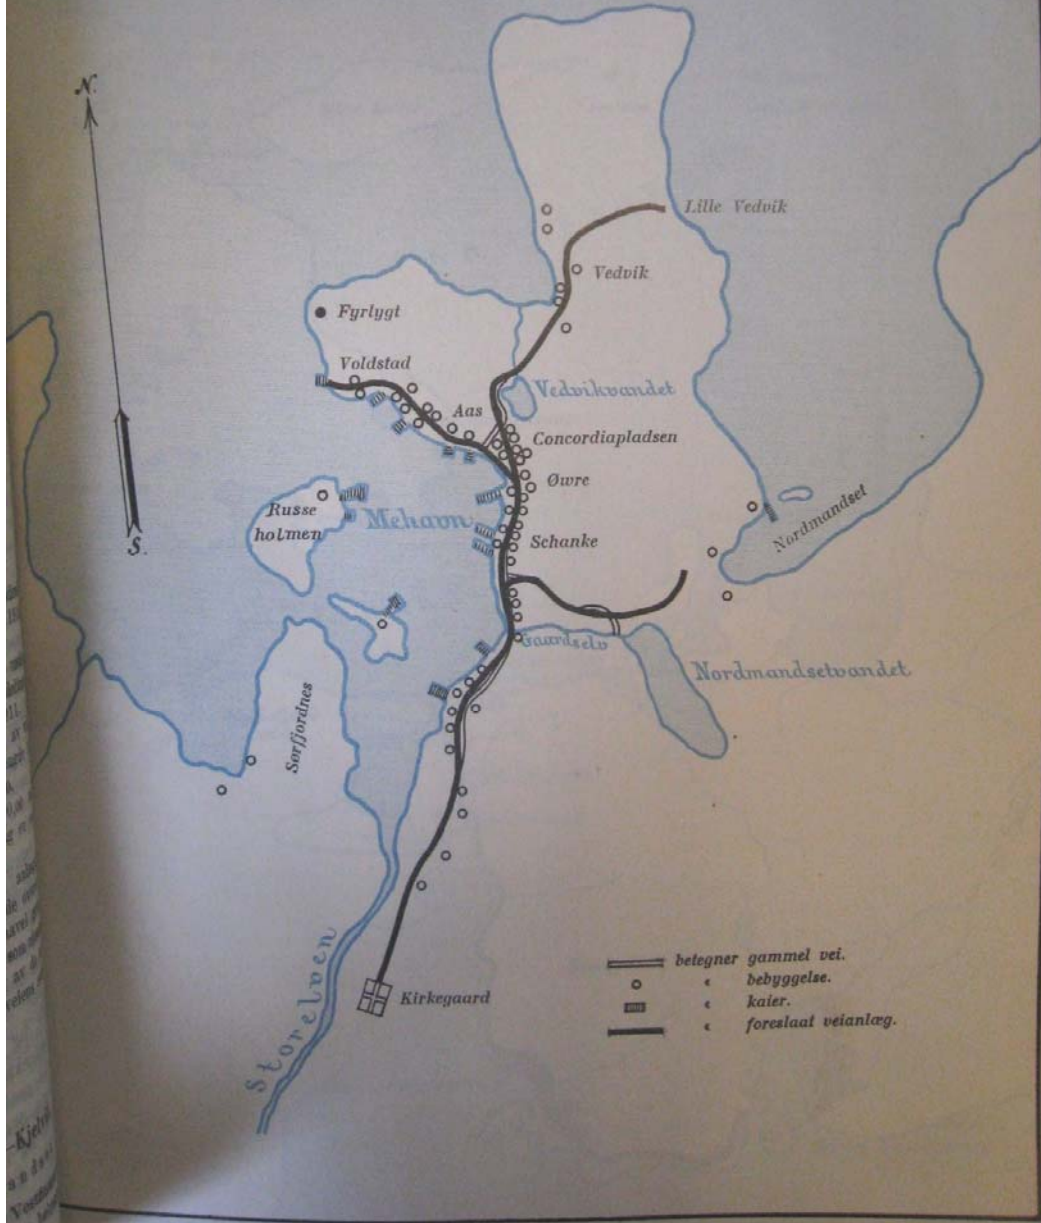 N.
Lille Vedvik
Vedvik
Fyrlygt
Voldstad
Vedvikvandet
Aas
Concordiapladsen
Øwre
Russe
holmen
Mehavn
Nordmandset
Schanke
S.
Gaardselv
Nordmandsetvandet
Sørfjordnes
Storelven
Kirkegaard
betegner gammel vei.
« bebyggelse.
« kaier.
« foreslaat veianlæg.